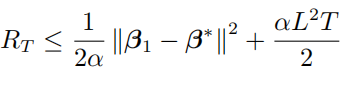 R_T ≤ \frac{1}{2α} ‖β_1 − β^*‖^2 + \frac{αL^2T}{2}